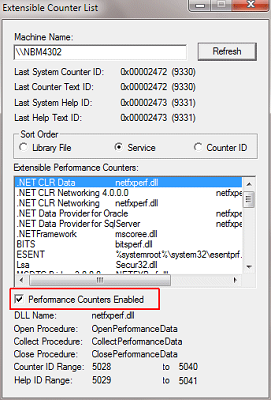 Extensible Counter List
Machine Name:
\\NBM4302 Refresh
Last System Counter ID: 0x00002472 (9330)
Last Counter Text ID: 0x00002472 (9330)
Last System Help ID: 0x00002473 (9331)
Last Help Text ID: 0x00002473 (9331)
Sort Order
Library File Service Counter ID
Extensible Performance Counters:
.NET CLR Data netfxperf.dll
.NET CLR Networking netfxperf
.NET CLR Networking 4.0.0.0 netfxperf
.NET Data Provider for Oracle netfxperf
.NET Data Provider for SqlServer netfxpe
.NETFramework mscoree.dll
BITS bitsperf.dll
ESENT %systemroot%\system32\esentprf.
Lsa Secur32.dll
Performance Counters Enabled
DLL Name: netfxperf.dll
Open Procedure: OpenPerformanceData
Collect Procedure: CollectPerformanceData
Close Procedure: ClosePerformanceData
Counter ID Range: 5028 to 5040
Help ID Range: 5029 to 5041